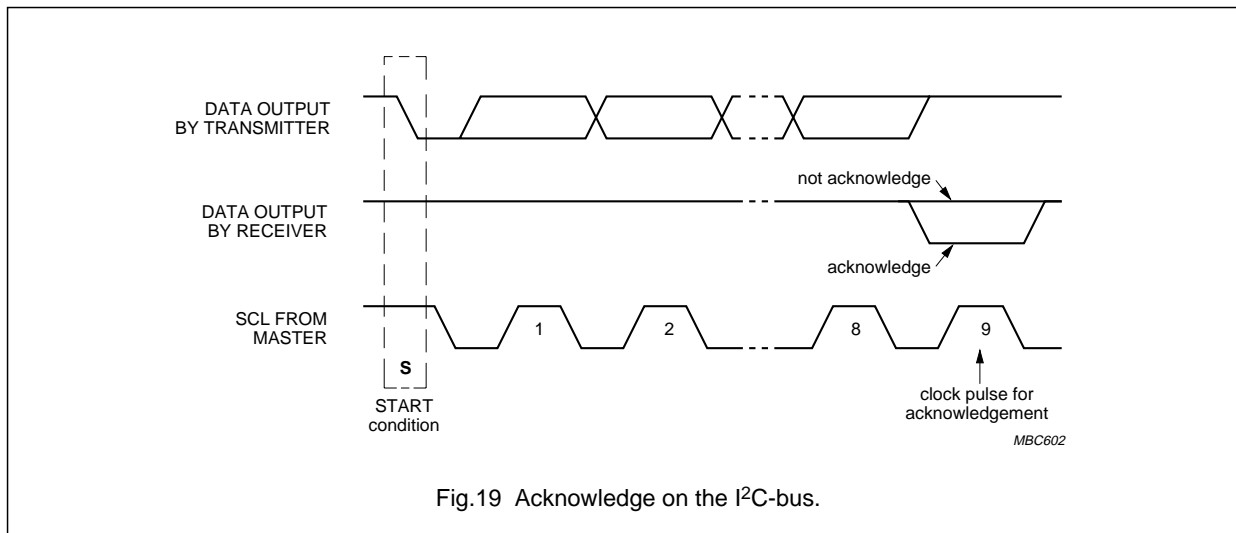 DATA OUTPUT
BY TRANSMITTER
not acknowledge
DATA OUTPUT
BY RECEIVER
acknowledge
SCL FROM
MASTER
1
2
8
9
S
START
condition
clock pulse for
acknowledgement
MBC602
Fig.19 Acknowledge on the I²C-bus.